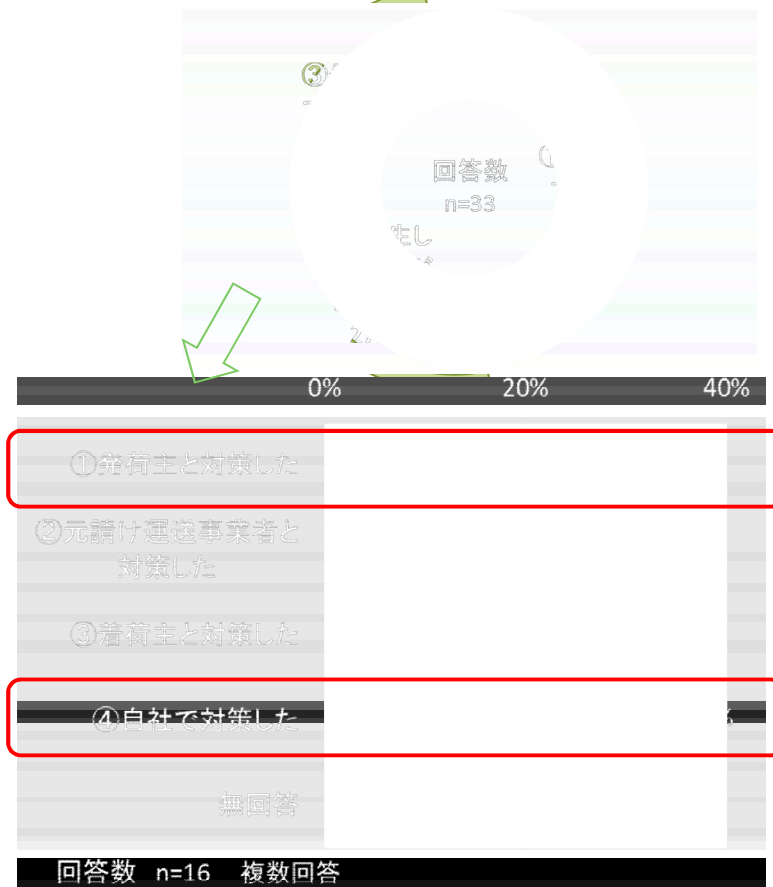 ③
回答数
n=33
生し
0% 20% 40%
①発荷主と対策した
②元請け運送事業者と
対策した
③着荷主と対策した
④自社で対策した
無回答
回答数 n=16 複数回答